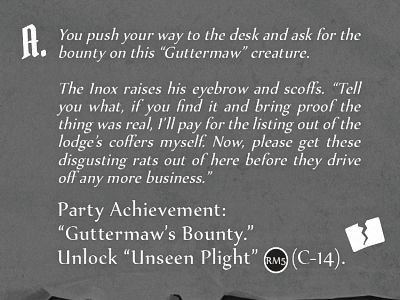 A. You push your way to the desk and ask for the
bounty on this “Guttermaw” creature.
The Inox raises his eyebrow and scoffs. “Tell
you what, if you find it and bring proof the
thing was real, I’ll pay for the listing out of the
lodge’s coffers myself. Now, please get these
disgusting rats out of here before they drive
off any more business.”
Party Achievement:
“Guttermaw’s Bounty.”
Unlock “Unseen Plight” RM5 (C-14).